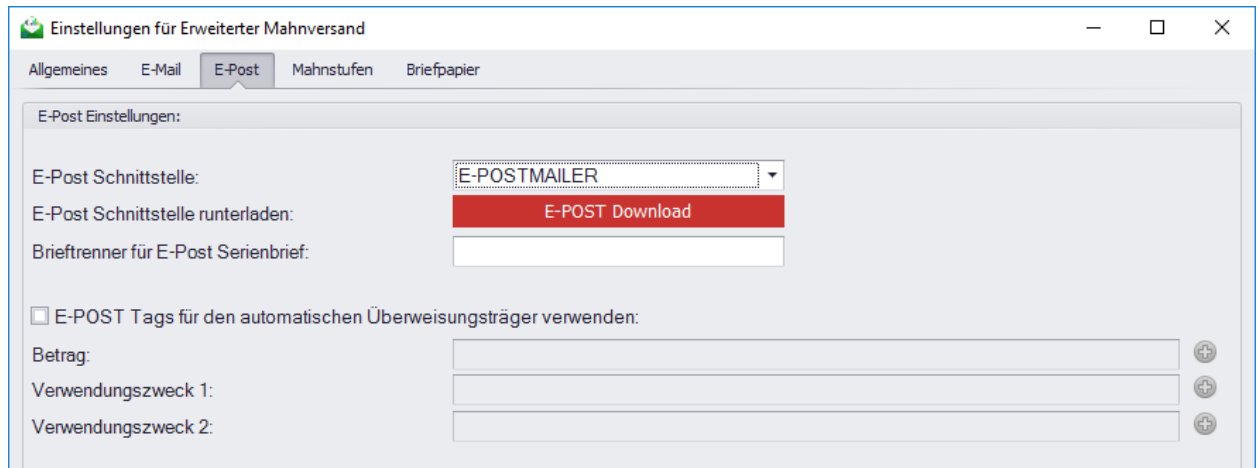 Einstellungen für Erweiterter Mahnversand
Allgemeines E-Mail E-Post Mahnstufen Briefpapier
E-Post Einstellungen:
E-Post Schnittstelle: E-POSTMAILER
E-Post Schnittstelle runterladen: E-POST Download
Brieftrenner für E-Post Serienbrief:
E-POST Tags für den automatischen Überweisungsträger verwenden:
Betrag:
Verwendungszweck 1:
Verwendungszweck 2: